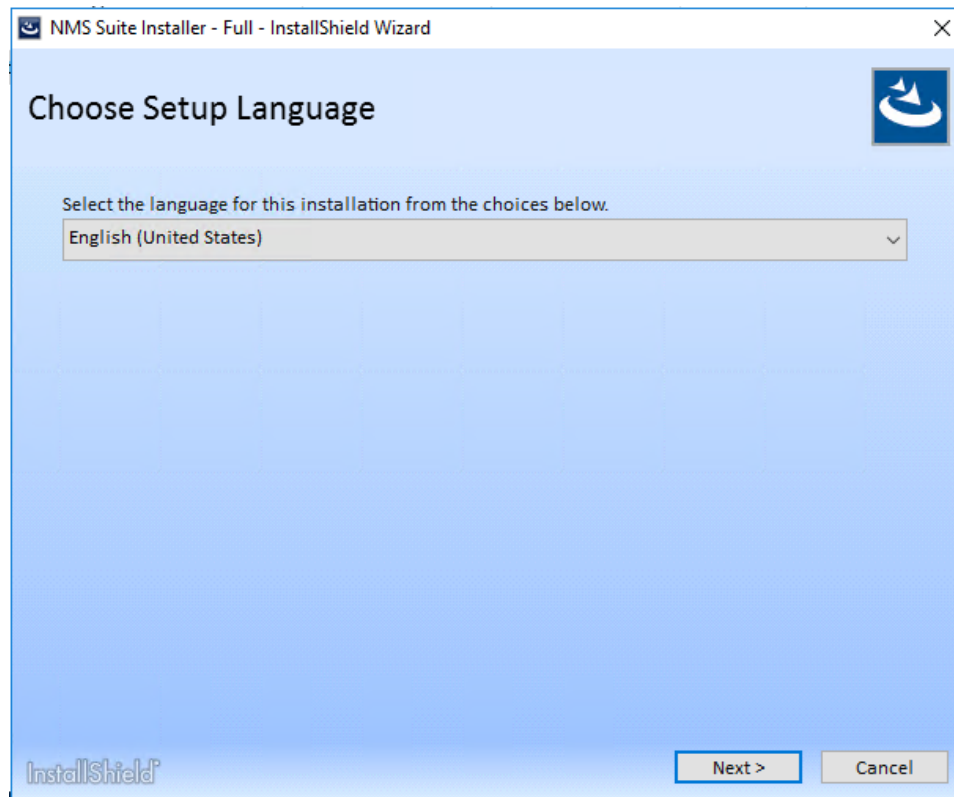 NMS Suite Installer - Full - InstallShield Wizard
Choose Setup Language
Select the language for this installation from the choices below.
English (United States)
InstallShield
Next >
Cancel